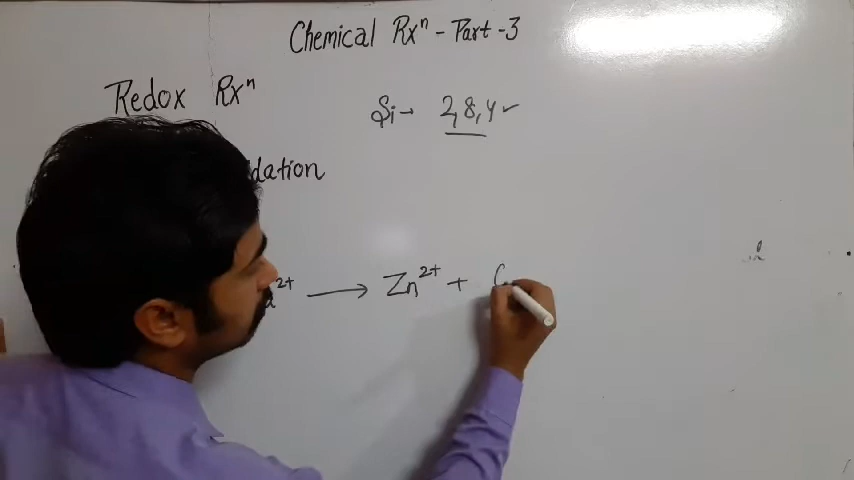 Chemical Rxⁿ - Part - 3
Redox Rxⁿ
Si → 2,8,4 ✓
dation
²⁺ ⟶ Zn²⁺ + C